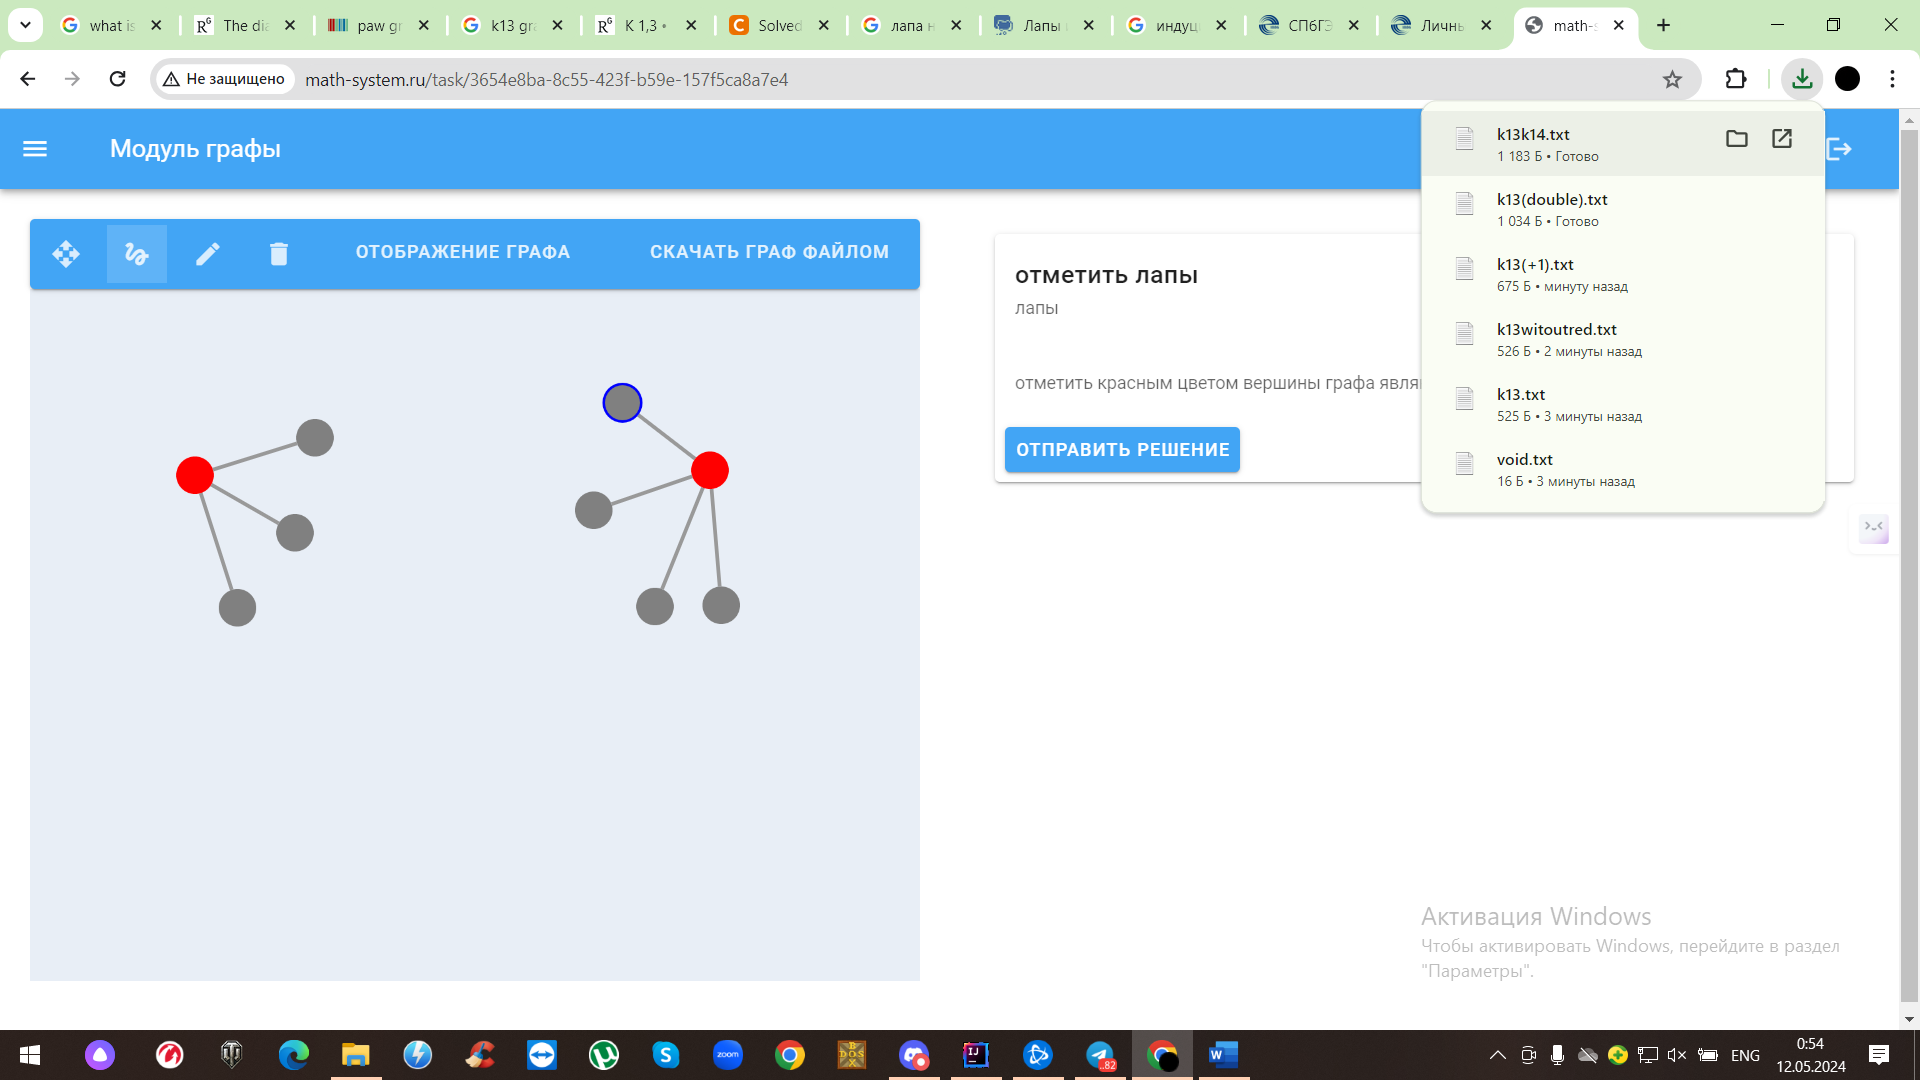 what is
The dia
paw gr
k13 gra
K 1,3 •
Solved
лапа н
Лапы и
индуц
СПбГЭ
Личнь
math-s
Не защищено
math-system.ru/task/3654e8ba-8c55-423f-b59e-157f5ca8a7e4
Модуль графы
k13k14.txt
1 183 Б • Готово
k13(double).txt
1 034 Б • Готово
k13(+1).txt
675 Б • минуту назад
k13witoutred.txt
526 Б • 2 минуты назад
k13.txt
525 Б • 3 минуты назад
void.txt
16 Б • 3 минуты назад
ОТОБРАЖЕНИЕ ГРАФА
СКАЧАТЬ ГРАФ ФАЙЛОМ
отметить лапы
лапы
отметить красным цветом вершины графа явля
ОТПРАВИТЬ РЕШЕНИЕ
Активация Windows
Чтобы активировать Windows, перейдите в раздел
"Параметры".
zoom
ENG
0:54
12.05.2024